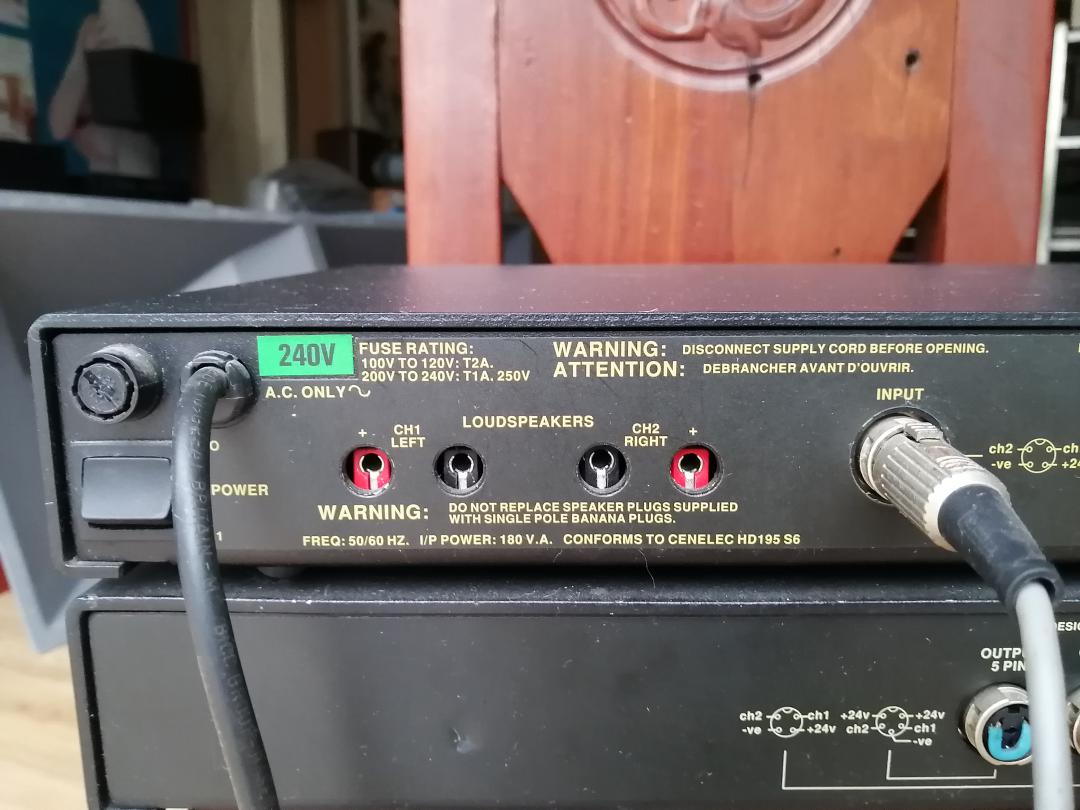 240V
FUSE RATING:
100V TO 120V: T2A.
200V TO 240V: T1A. 250V
A.C. ONLY
WARNING: DISCONNECT SUPPLY CORD BEFORE OPENING.
ATTENTION: DEBRANCHER AVANT D'OUVRIR.
INPUT
LOUDSPEAKERS
+ CH1
LEFT
CH2 +
RIGHT
ch2
-ve
O
POWER
1
WARNING: DO NOT REPLACE SPEAKER PLUGS SUPPLIED
WITH SINGLE POLE BANANA PLUGS.
FREQ: 50/60 HZ. I/P POWER: 180 V.A. CONFORMS TO CENELEC HD195 S6
5 PIN
ch2 ch1 +24v +24v
-ve +24v ch2 ch1
-ve